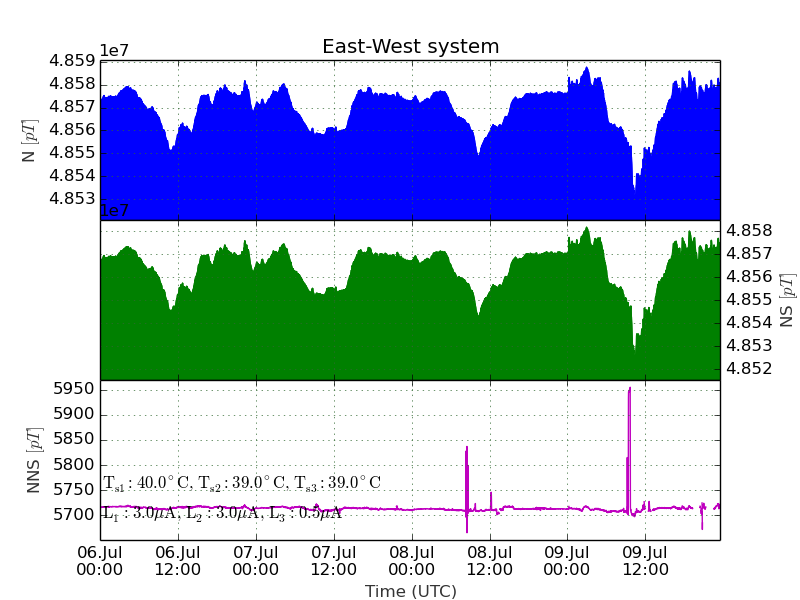 East-West system
1e7
4.859
4.858
4.857
4.856
4.855
4.854
4.853
N [pT]
1e7
4.858
4.857
4.856
4.855
4.854
4.853
4.852
NS [pT]
5950
5900
5850
5800
5750
5700
NNS [pT]
T_s1 : 40.0°C, T_s2 : 39.0°C, T_s3 : 39.0°C
L_1 : 3.0μA, L_2 : 3.0μA, L_3 : 0.5μA
06.Jul 06.Jul 07.Jul 07.Jul 08.Jul 08.Jul 09.Jul 09.Jul
00:00 12:00 00:00 12:00 00:00 12:00 00:00 12:00
Time (UTC)